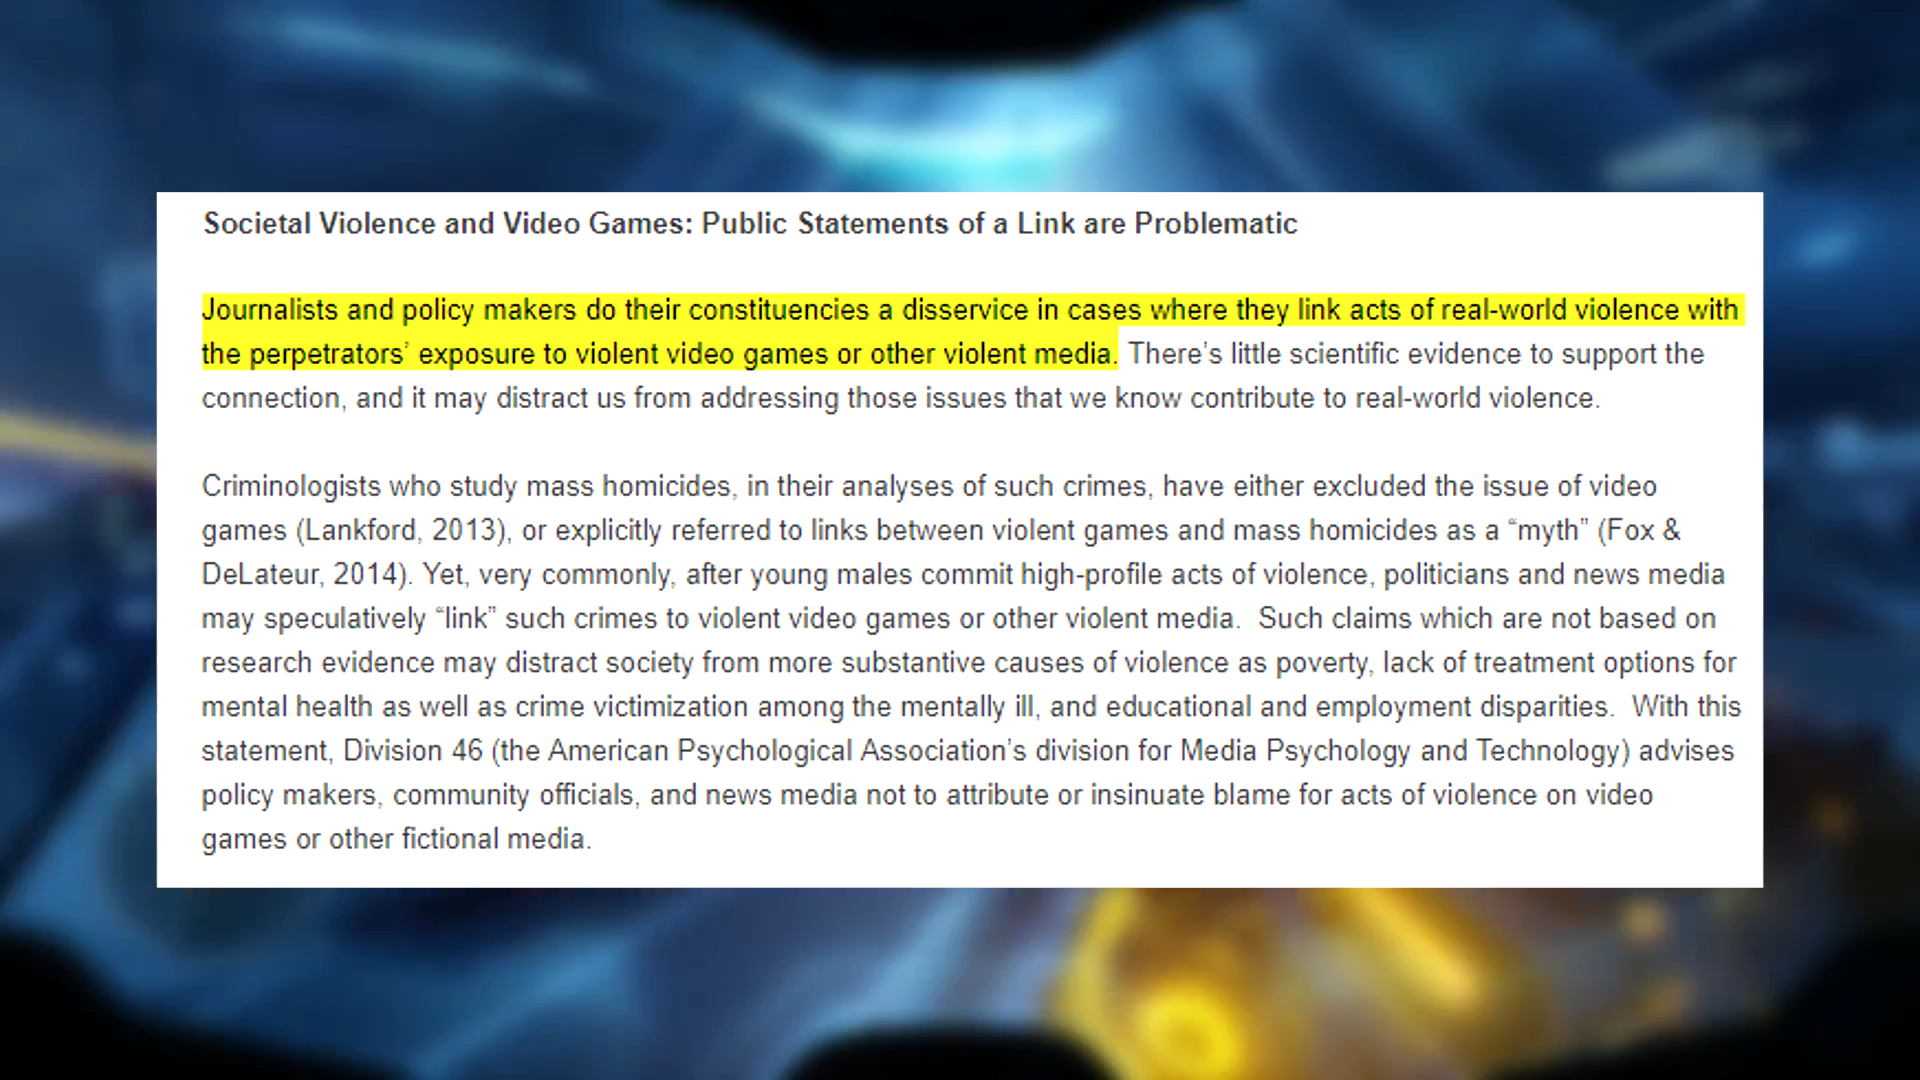 Societal Violence and Video Games: Public Statements of a Link are Problematic
Journalists and policy makers do their constituencies a disservice in cases where they link acts of real-world violence with
the perpetrators’ exposure to violent video games or other violent media. There’s little scientific evidence to support the
connection, and it may distract us from addressing those issues that we know contribute to real-world violence.
Criminologists who study mass homicides, in their analyses of such crimes, have either excluded the issue of video
games (Lankford, 2013), or explicitly referred to links between violent games and mass homicides as a “myth” (Fox &
DeLateur, 2014). Yet, very commonly, after young males commit high-profile acts of violence, politicians and news media
may speculatively “link” such crimes to violent video games or other violent media.  Such claims which are not based on
research evidence may distract society from more substantive causes of violence as poverty, lack of treatment options for
mental health as well as crime victimization among the mentally ill, and educational and employment disparities.  With this
statement, Division 46 (the American Psychological Association’s division for Media Psychology and Technology) advises
policy makers, community officials, and news media not to attribute or insinuate blame for acts of violence on video
games or other fictional media.